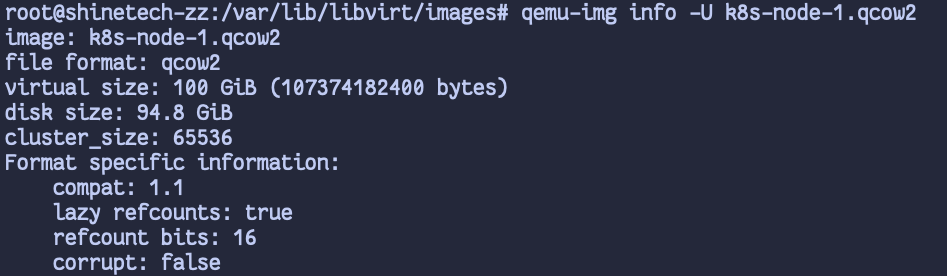 root@shinetech-zz:/var/lib/libvirt/images# qemu-img info -U k8s-node-1.qcow2
image: k8s-node-1.qcow2
file format: qcow2
virtual size: 100 GiB (107374182400 bytes)
disk size: 94.8 GiB
cluster_size: 65536
Format specific information:
    compat: 1.1
    lazy refcounts: true
    refcount bits: 16
    corrupt: false